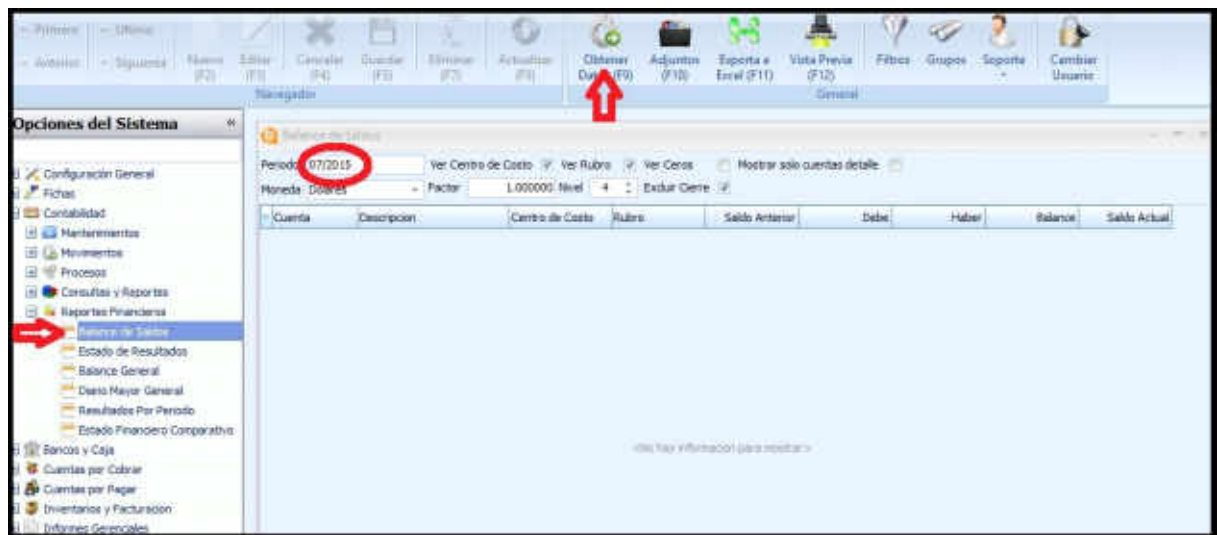 Primero Ultimo
Anterior Siguiente
Nuevo (F2) Editar (F3) Cancelar (F4) Guardar (F5) Eliminar (F7) Actualizar (F8)
Navegador
Obtener Datos (F9) Adjuntos (F10) Exporta a Excel (F11) Vista Previa (F12) Filtros Grupos Soporte Cambiar Usuario
General
Opciones del Sistema «
Configuración General
Fichas
Contabilidad
Mantenimientos
Movimientos
Procesos
Consultas y Reportes
Reportes Financieros
Balance de Saldos
Estado de Resultados
Balance General
Diario Mayor General
Resultados Por Periodo
Estado Financiero Comparativo
Bancos y Caja
Cuentas por Cobrar
Cuentas por Pagar
Inventarios y Facturacion
Informes Gerenciales
Balance de Saldos
Periodo 07/2015 Ver Centro de Costo Ver Rubro Ver Ceros Mostrar solo cuentas detalle
Moneda Dolares Factor 1.000000 Nivel 4 Excluir Cierre
Cuenta Descripcion Centro de Costo Rubro Saldo Anterior Debe Haber Balance Saldo Actual
<No hay información para mostrar>